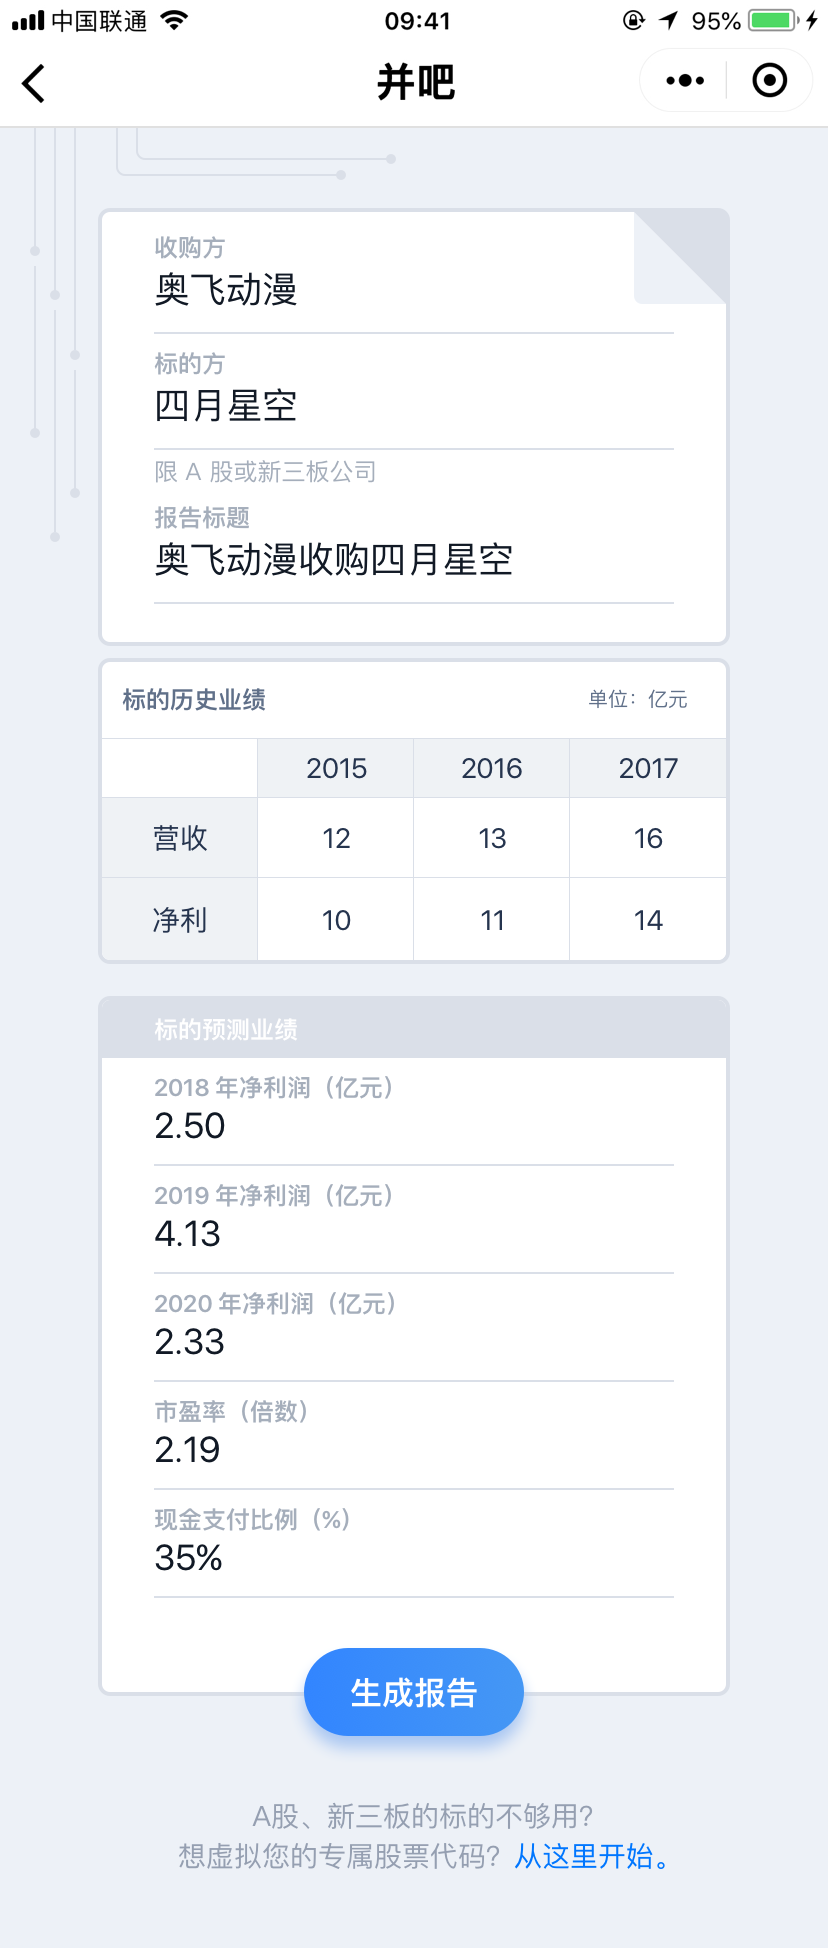 中国联通 09:41 95%
并吧
收购方
奥飞动漫
标的方
四月星空
限 A 股或新三板公司
报告标题
奥飞动漫收购四月星空
标的历史业绩 单位：亿元
2015 2016 2017
营收 12 13 16
净利 10 11 14
标的预测业绩
2018 年净利润（亿元）
2.50
2019 年净利润（亿元）
4.13
2020 年净利润（亿元）
2.33
市盈率（倍数）
2.19
现金支付比例（%）
35%
生成报告
A股、新三板的标的不够用？
想虚拟您的专属股票代码？从这里开始。